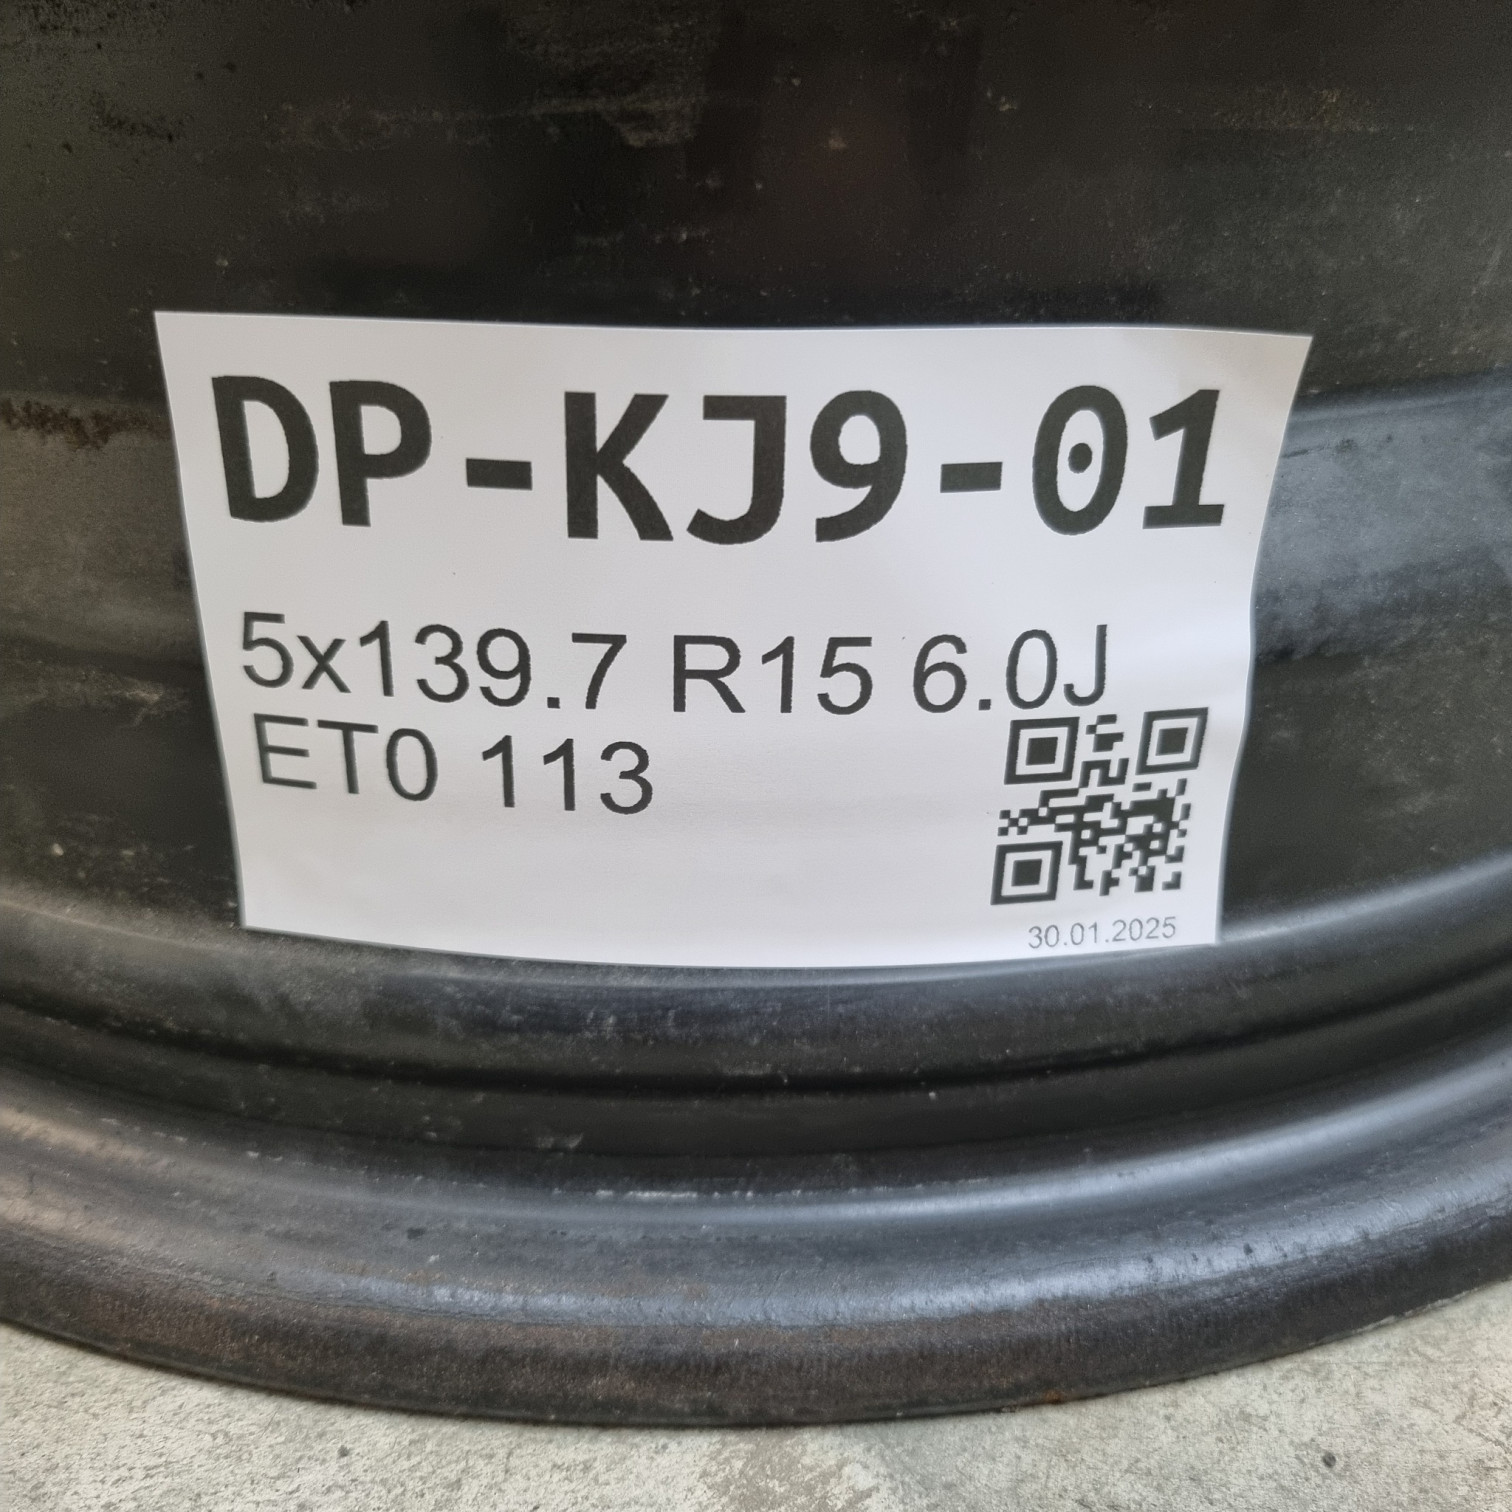 DP-KJ9-01
5x139.7 R15 6.0J
ET0 113
30.01.2025